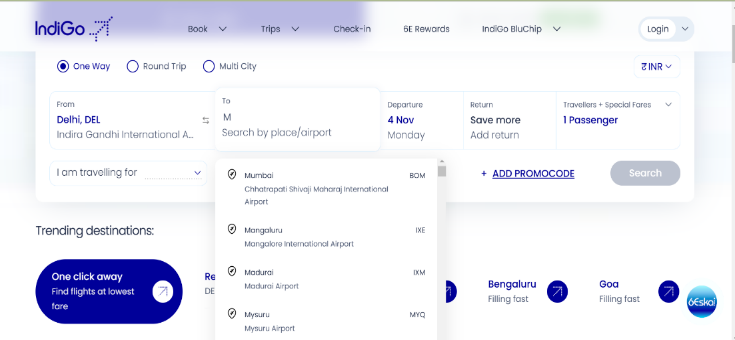 IndiGo
Book Trips Check-in 6E Rewards IndiGo BluChip Login
One Way Round Trip Multi City ₹ INR
From
Delhi, DEL
Indira Gandhi International A...
To
M
Search by place/airport
Departure
4 Nov
Monday
Return
Save more
Add return
Travellers + Special Fares
1 Passenger
I am travelling for
+ ADD PROMOCODE
Search
Mumbai BOM
Chhatrapati Shivaji Maharaj International
Airport
Mangaluru IXE
Mangalore International Airport
Madurai IXM
Madurai Airport
Mysuru MYQ
Mysuru Airport
Trending destinations:
One click away
Find flights at lowest
fare
Re
DE
Bengaluru
Filling fast
Goa
Filling fast
6Eskai